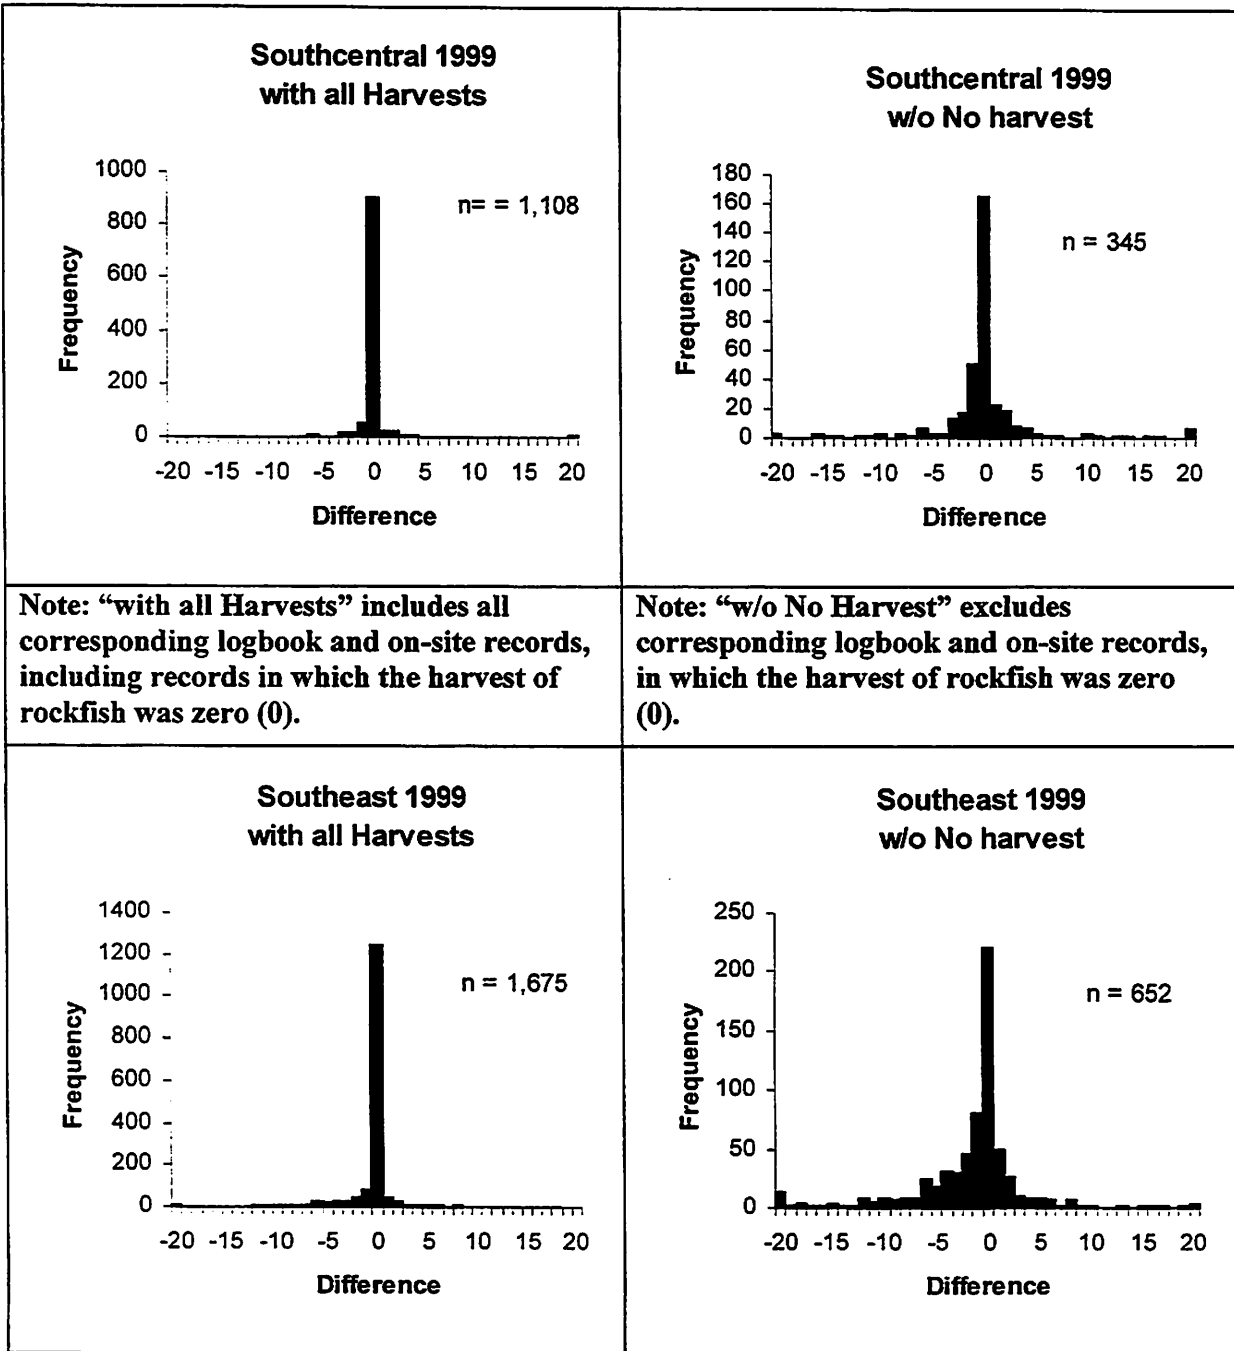 Southcentral 1999
with all Harvests
1000
800
600
400
200
0
n= = 1,108
Frequency
-20 -15 -10 -5 0 5 10 15 20
Difference
Southcentral 1999
w/o No harvest
180
160
140
120
100
80
60
40
20
0
n = 345
Frequency
-20 -15 -10 -5 0 5 10 15 20
Difference
Note: “with all Harvests” includes all
corresponding logbook and on-site records,
including records in which the harvest of
rockfish was zero (0).
Note: “w/o No Harvest” excludes
corresponding logbook and on-site records,
in which the harvest of rockfish was zero
(0).
Southeast 1999
with all Harvests
1400
1200
1000
800
600
400
200
0
n = 1,675
Frequency
-20 -15 -10 -5 0 5 10 15 20
Difference
Southeast 1999
w/o No harvest
250
200
150
100
50
0
n = 652
Frequency
-20 -15 -10 -5 0 5 10 15 20
Difference